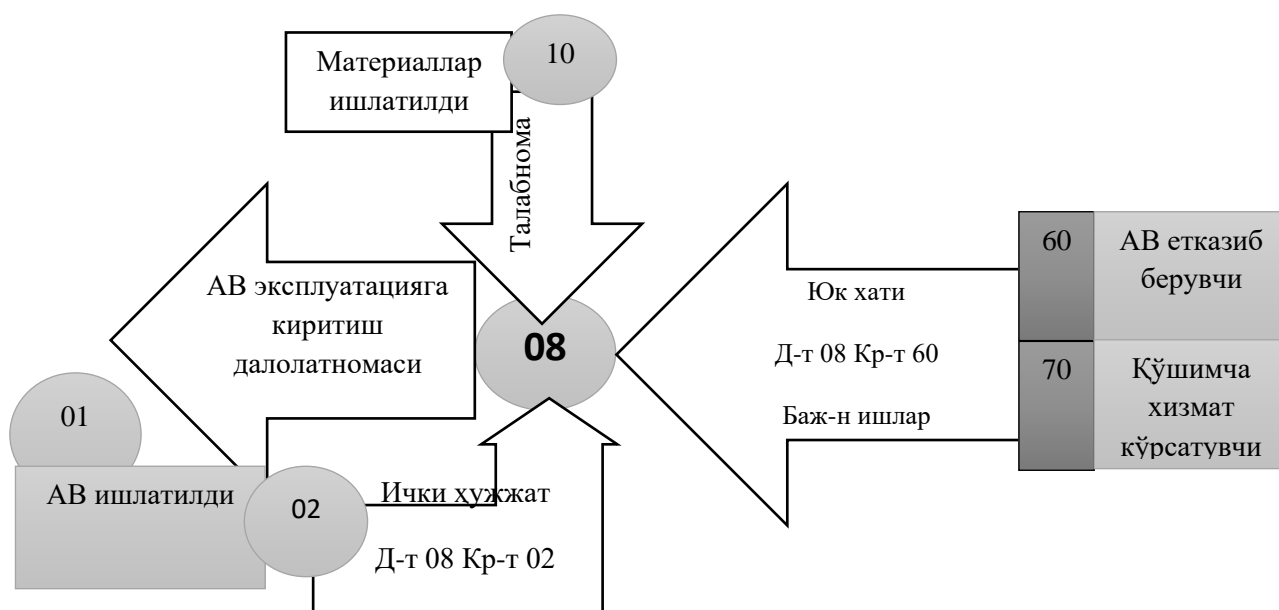 Материаллар
ишлатилди
10
Талабнома
АВ эксплуатацияга
киритиш
далолатномаси
08
Юк хати
Д-т 08 Кр-т 60
Баж-н ишлар
60
АВ етказиб
берувчи
70
Қўшимча
хизмат
кўрсатувчи
01
АВ ишлатилди
02
Ички ҳужжат
Д-т 08 Кр-т 02